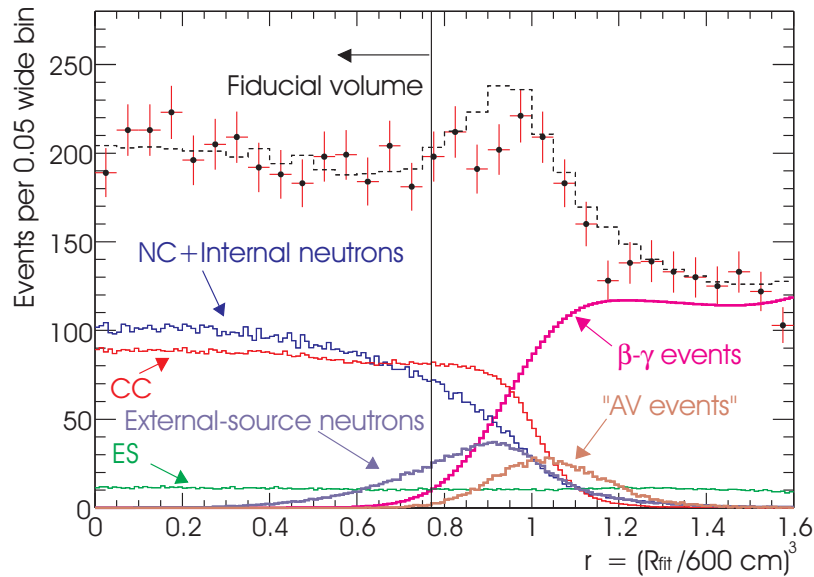 Events per 0.05 wide bin
250
200
150
100
50
0
Fiducial volume
NC+Internal neutrons
CC
β-γ events
External-source neutrons
"AV events"
ES
0 0.2 0.4 0.6 0.8 1 1.2 1.4 1.6
r = (Rfit/600 cm)³